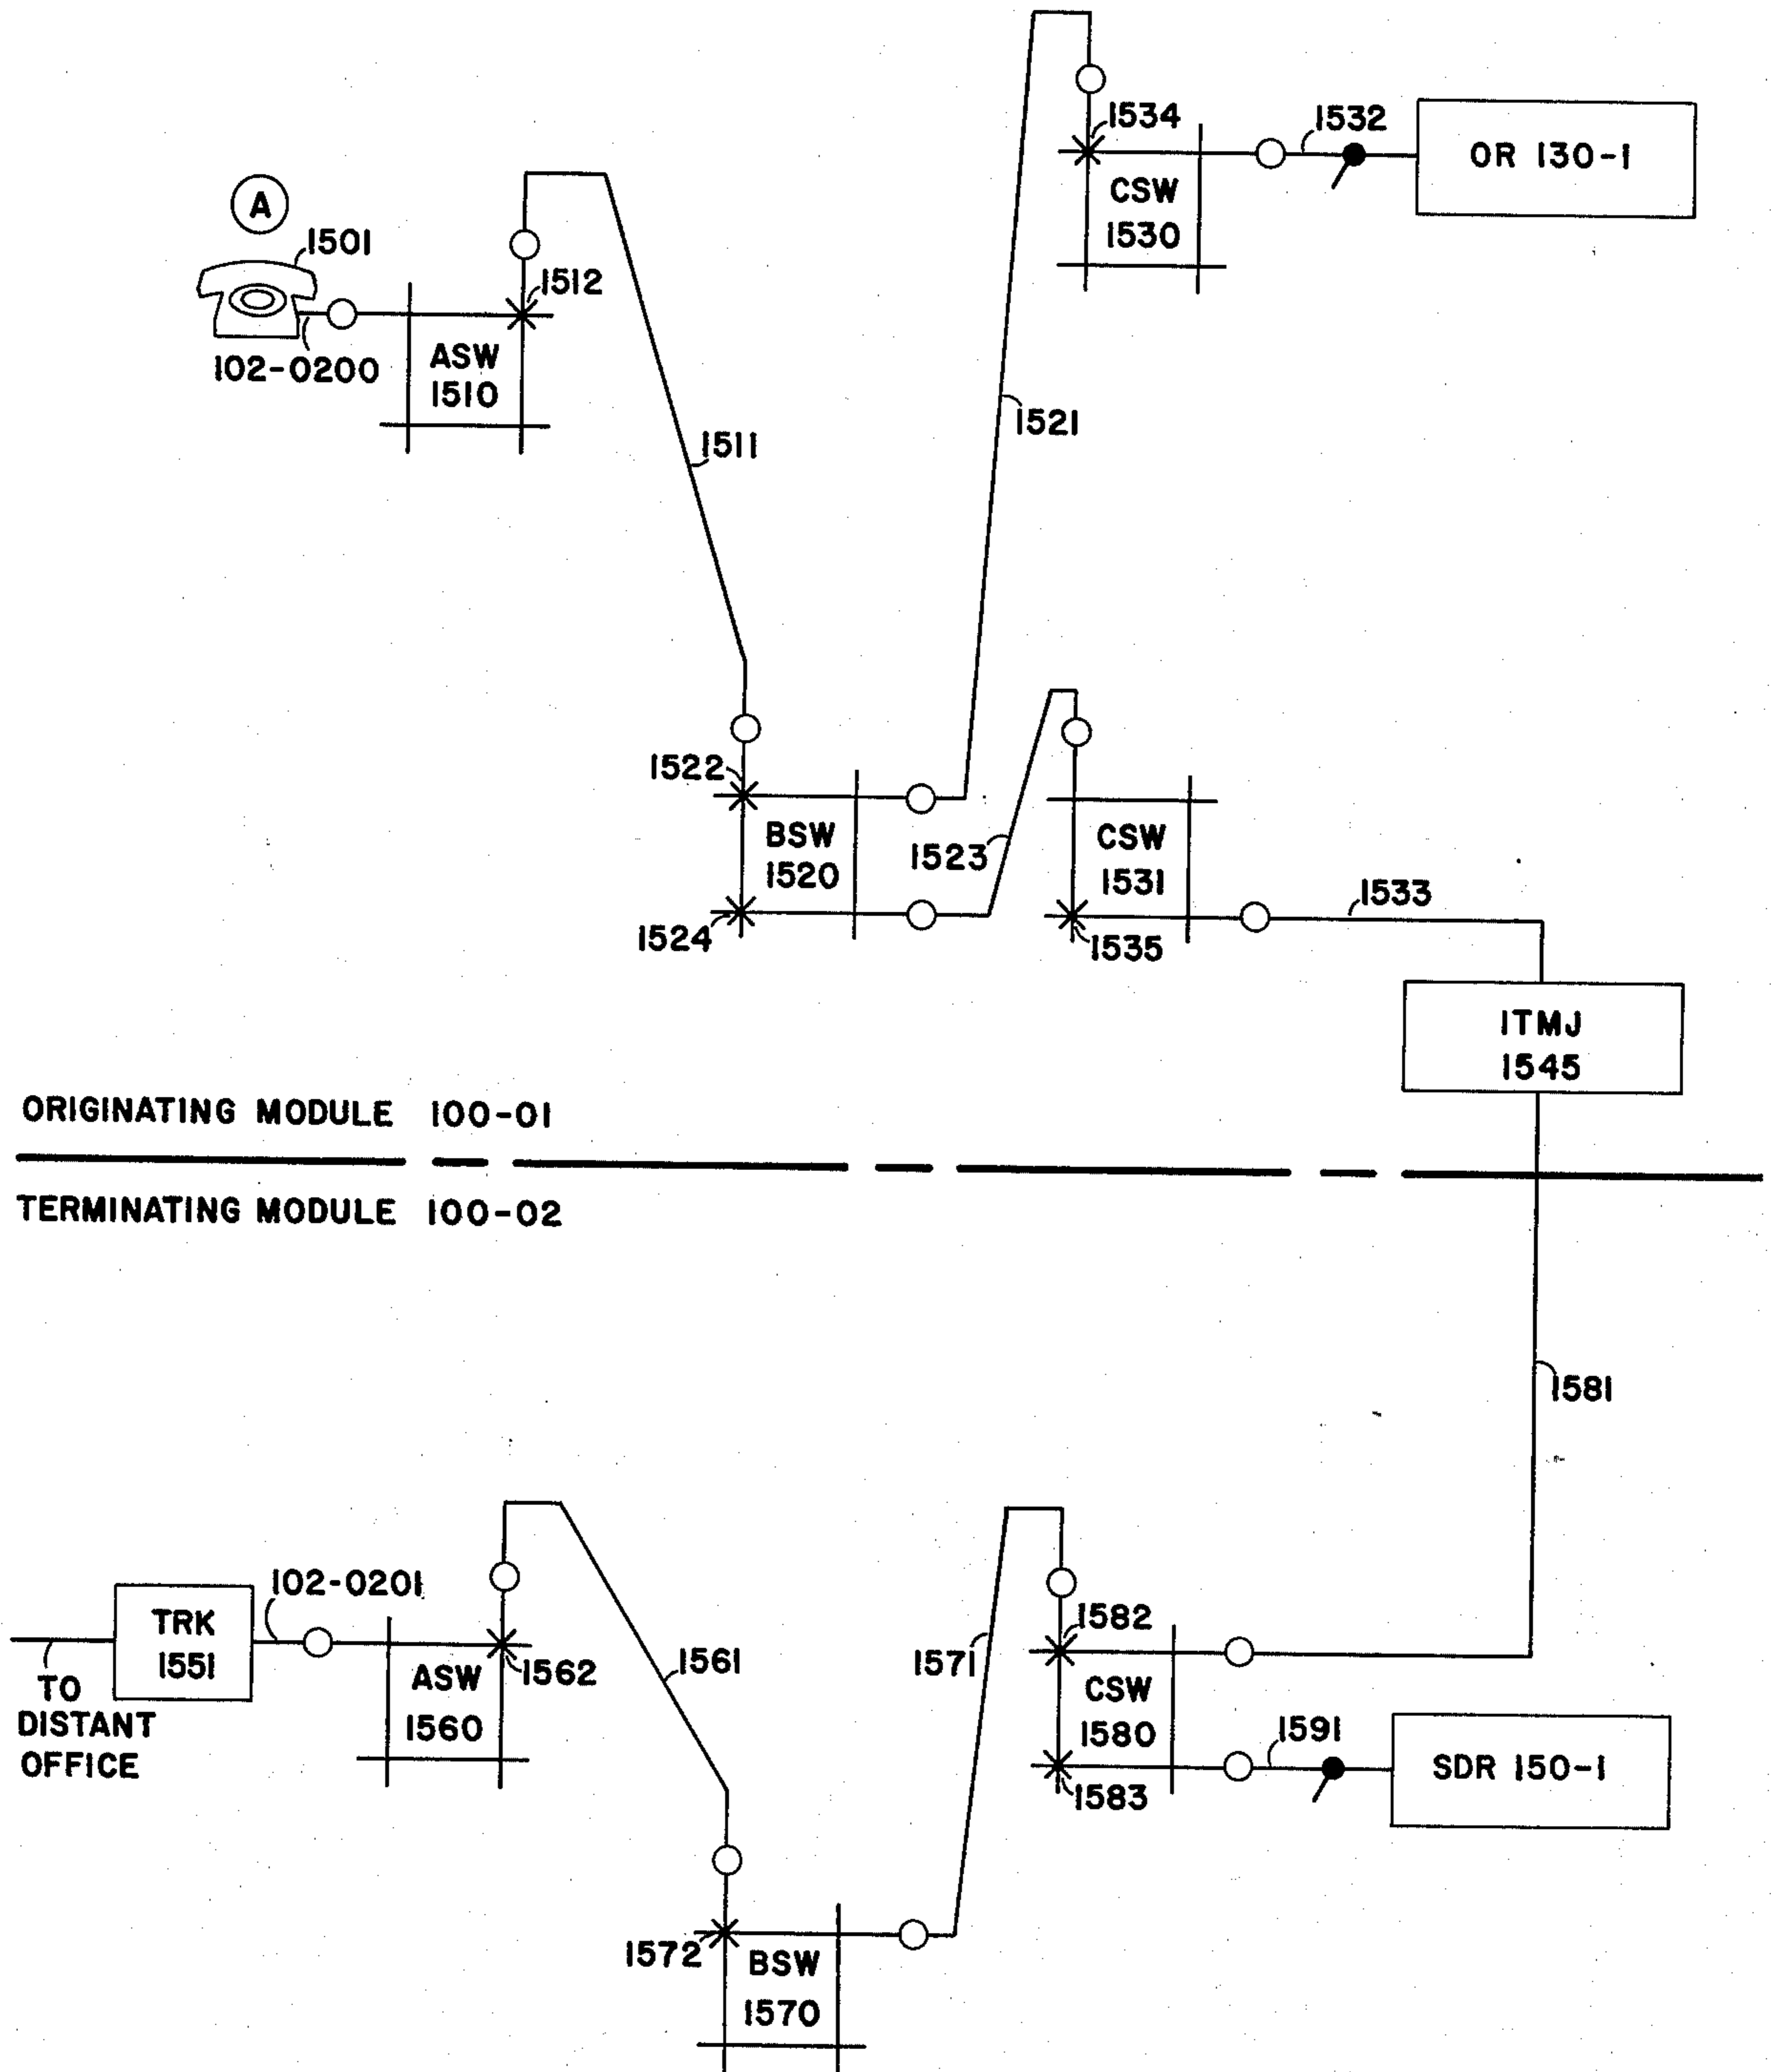 1534
1532
OR 130-1
CSW
1530
A
1501
1512
102-0200
ASW
1510
1511
1521
1522
BSW
1520
1523
1524
CSW
1531
1533
1535
ITMJ
1545
ORIGINATING MODULE 100-01
TERMINATING MODULE 100-02
1581
102-0201
TRK
1551
TO
DISTANT
OFFICE
1562
ASW
1560
1561
1571
1582
CSW
1580
1591
1583
SDR 150-1
1572
BSW
1570